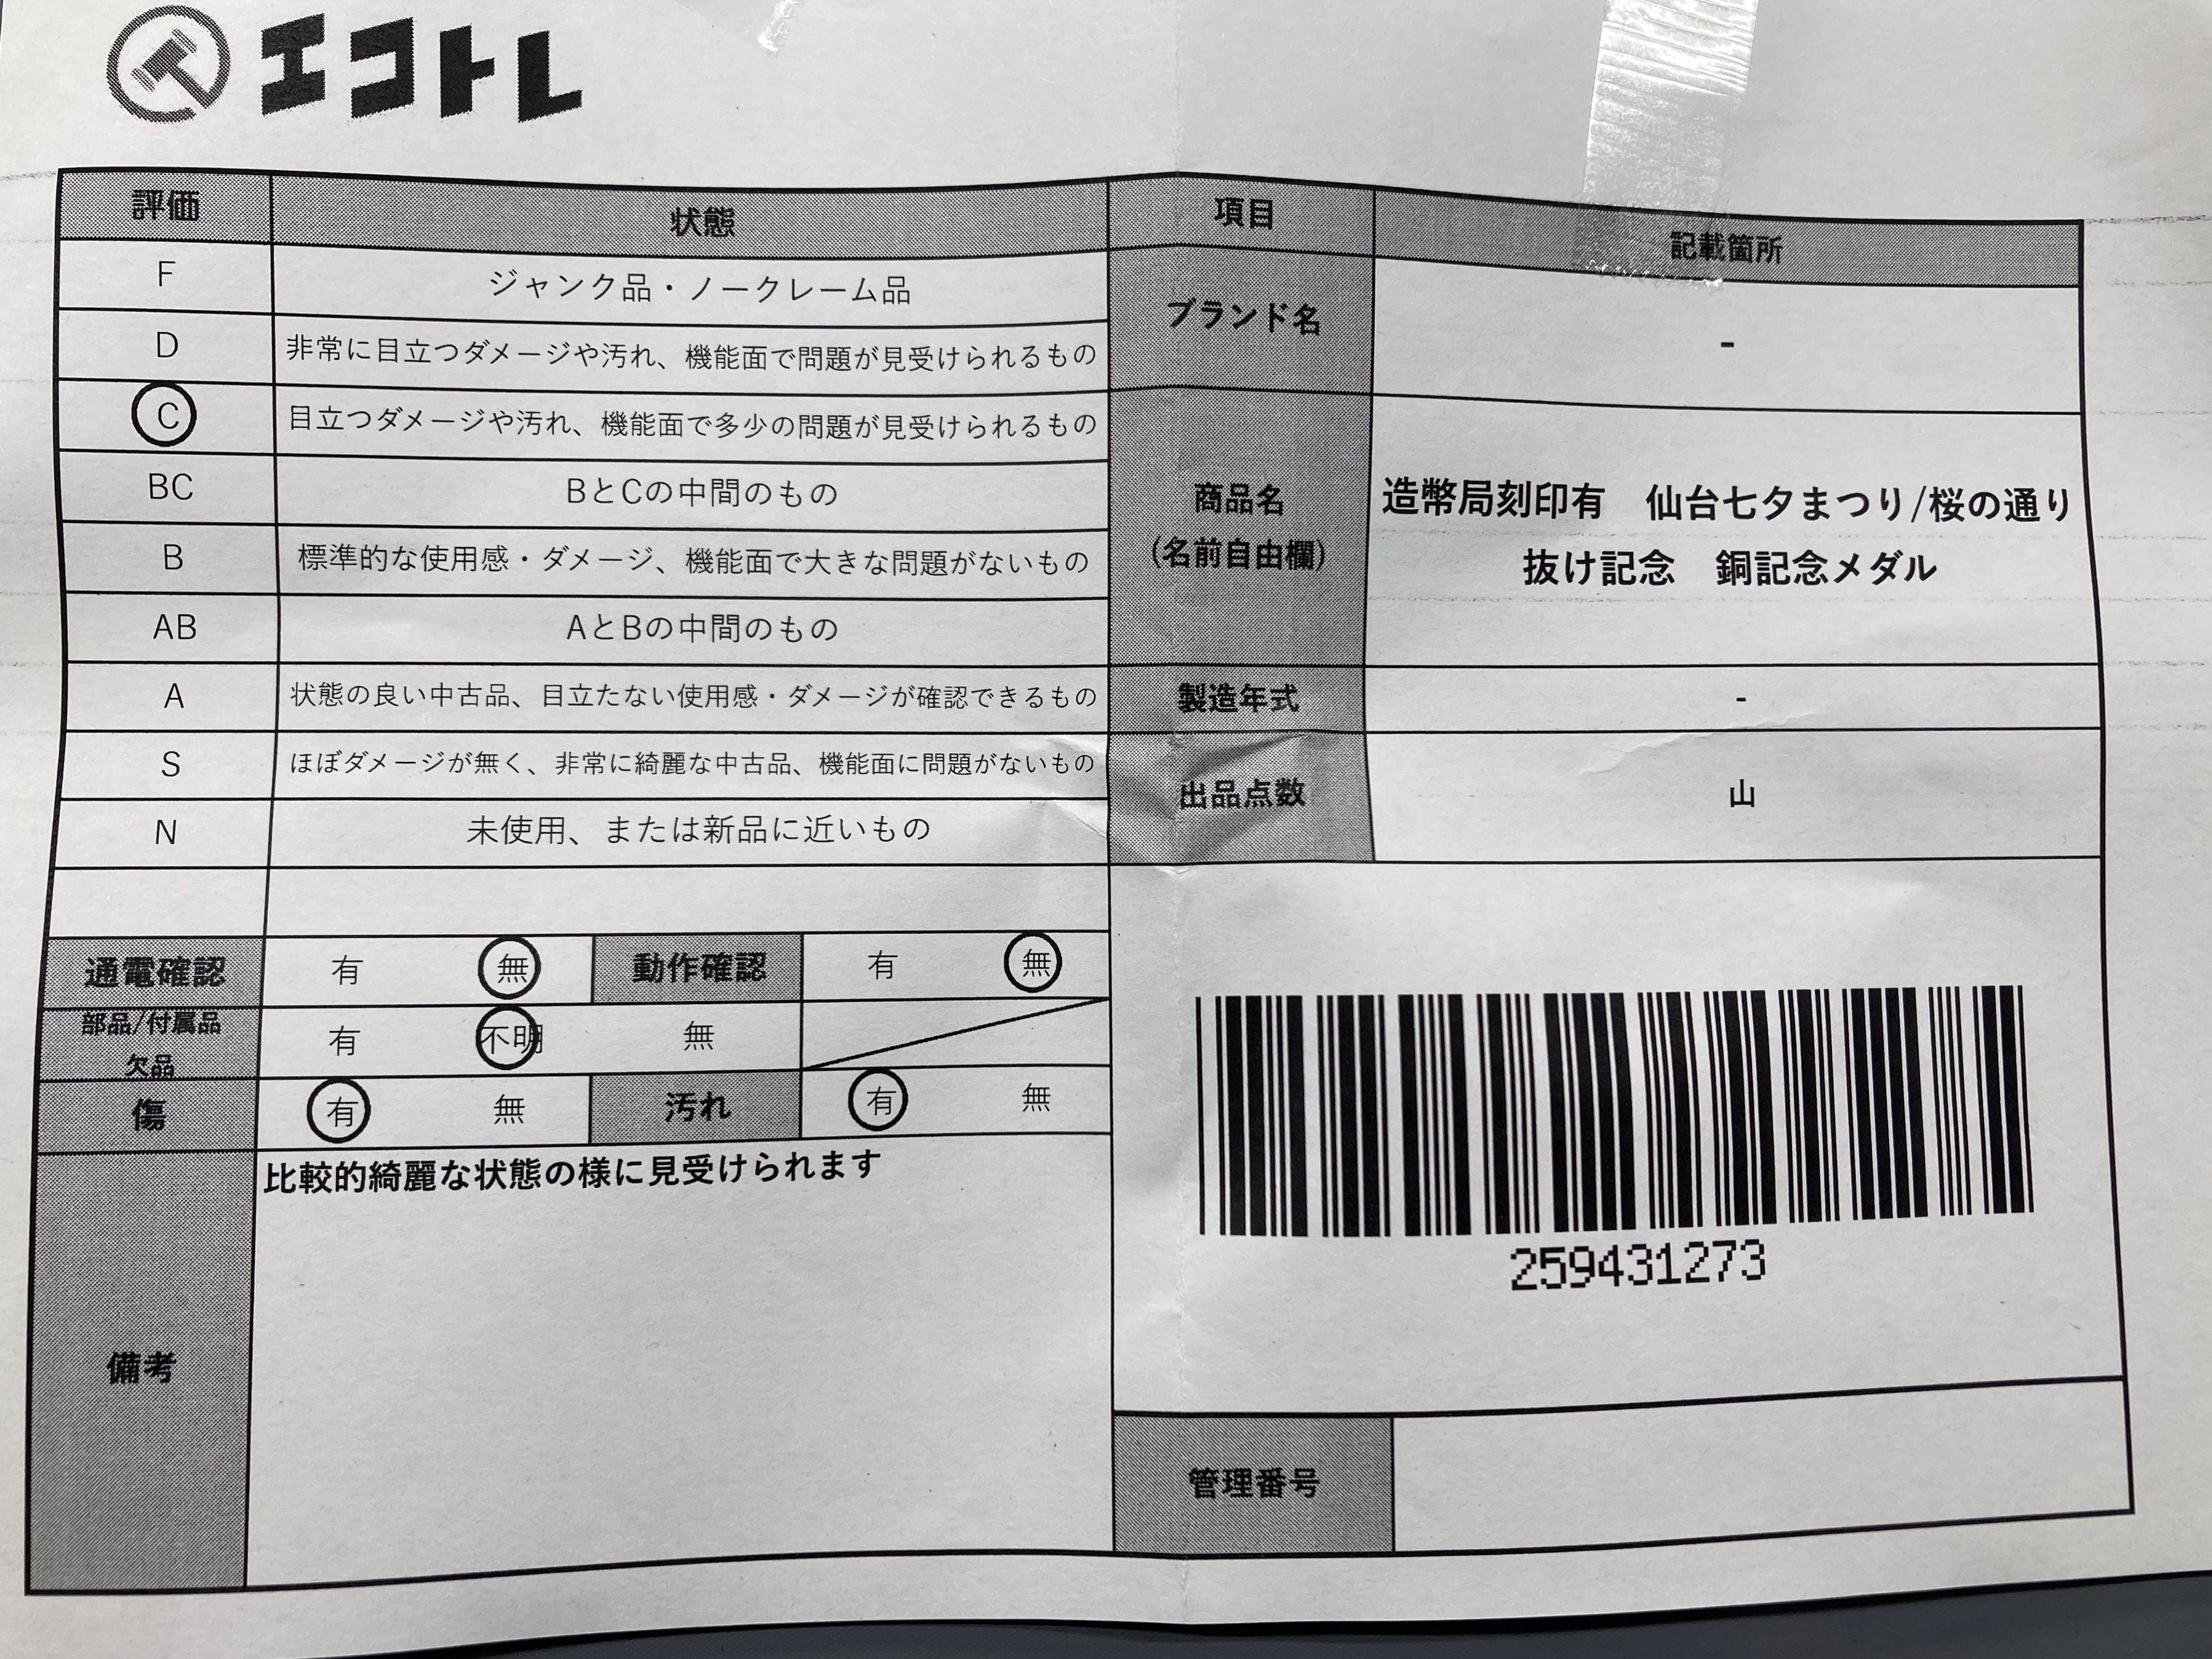 エコトレ
評価 状態 項目 記載箇所
F ジャンク品・ノークレーム品
D 非常に目立つダメージや汚れ、機能面で問題が見受けられるもの
ブランド名 -
C 目立つダメージや汚れ、機能面で多少の問題が見受けられるもの
BC BとCの中間のもの
B 標準的な使用感・ダメージ、機能面で大きな問題がないもの
AB AとBの中間のもの
商品名
(名前自由欄)
造幣局刻印有 仙台七夕まつり/桜の通り
抜け記念 銅記念メダル
A 状態の良い中古品、目立たない使用感・ダメージが確認できるもの
製造年式 -
S ほぼダメージが無く、非常に綺麗な中古品、機能面に問題がないもの
N 未使用、または新品に近いもの
出品点数 山
通電確認 有 無 動作確認 有 無
部品/付属品
欠品
有 不明 無
傷 有 無 汚れ 有 無
備考
比較的綺麗な状態の様に見受けられます
259431273
管理番号